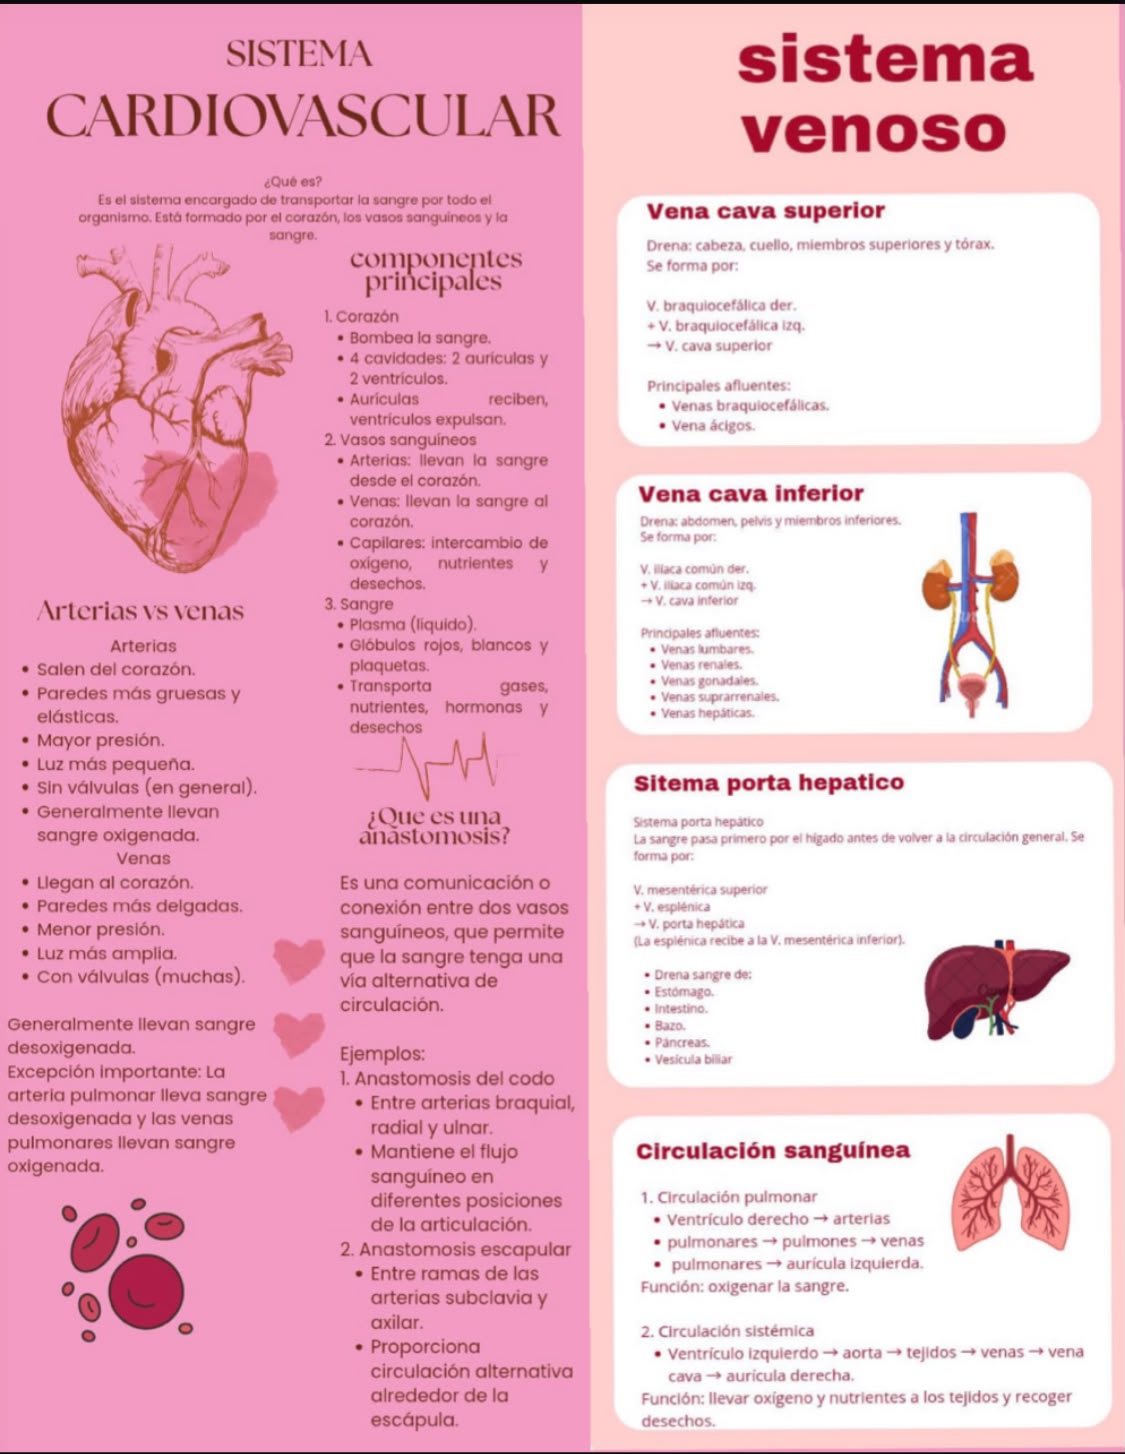 SISTEMA
CARDIOVASCULAR
¿Qué es?
Es el sistema encargado de transportar la sangre por todo el
organismo. Está formado por el corazón, los vasos sanguíneos y la
sangre.
componentes
principales
1. Corazón
• Bombea la sangre.
• 4 cavidades: 2 aurículas y
2 ventrículos.
• Aurículas reciben,
ventrículos expulsan.
2. Vasos sanguíneos
• Arterias: llevan la sangre
desde el corazón.
• Venas: llevan la sangre al
corazón.
• Capilares: intercambio de
oxígeno, nutrientes y
desechos.
3. Sangre
• Plasma (líquido).
• Glóbulos rojos, blancos y
plaquetas.
• Transporta gases,
nutrientes, hormonas y
desechos
Arterias vs venas
Arterias
• Salen del corazón.
• Paredes más gruesas y
elásticas.
• Mayor presión.
• Luz más pequeña.
• Sin válvulas (en general).
• Generalmente llevan
sangre oxigenada.
Venas
• Llegan al corazón.
• Paredes más delgadas.
• Menor presión.
• Luz más amplia.
• Con válvulas (muchas).
Generalmente llevan sangre
desoxigenada.
Excepción importante: La
arteria pulmonar lleva sangre
desoxigenada y las venas
pulmonares llevan sangre
oxigenada.
¿Que es una
anastomosis?
Es una comunicación o
conexión entre dos vasos
sanguíneos, que permite
que la sangre tenga una
vía alternativa de
circulación.
Ejemplos:
1. Anastomosis del codo
• Entre arterias braquial,
radial y ulnar.
• Mantiene el flujo
sanguíneo en
diferentes posiciones
de la articulación.
2. Anastomosis escapular
• Entre ramas de las
arterias subclavia y
axilar.
• Proporciona
circulación alternativa
alrededor de la
escápula.
sistema
venoso
Vena cava superior
Drena: cabeza, cuello, miembros superiores y tórax.
Se forma por:
V. braquiocefálica der.
+ V. braquiocefálica izq.
→ V. cava superior
Principales afluentes:
• Venas braquiocefálicas.
• Vena ácigos.
Vena cava inferior
Drena: abdomen, pelvis y miembros inferiores.
Se forma por:
V. ilíaca común der.
+ V. ilíaca común izq.
→ V. cava inferior
Principales afluentes:
• Venas lumbares.
• Venas renales.
• Venas gonadales.
• Venas suprarrenales.
• Venas hepáticas.
Sitema porta hepatico
Sistema porta hepático
La sangre pasa primero por el hígado antes de volver a la circulación general. Se
forma por:
V. mesentérica superior
+ V. esplénica
→ V. porta hepática
(La esplénica recibe a la V. mesentérica inferior).
• Drena sangre de:
• Estómago.
• Intestino.
• Bazo.
• Páncreas.
• Vesícula biliar
Circulación sanguínea
1. Circulación pulmonar
• Ventrículo derecho → arterias
• pulmonares → pulmones → venas
• pulmonares → aurícula izquierda.
Función: oxigenar la sangre.
2. Circulación sistémica
• Ventrículo izquierdo → aorta → tejidos → venas → vena
cava → aurícula derecha.
Función: llevar oxígeno y nutrientes a los tejidos y recoger
desechos.